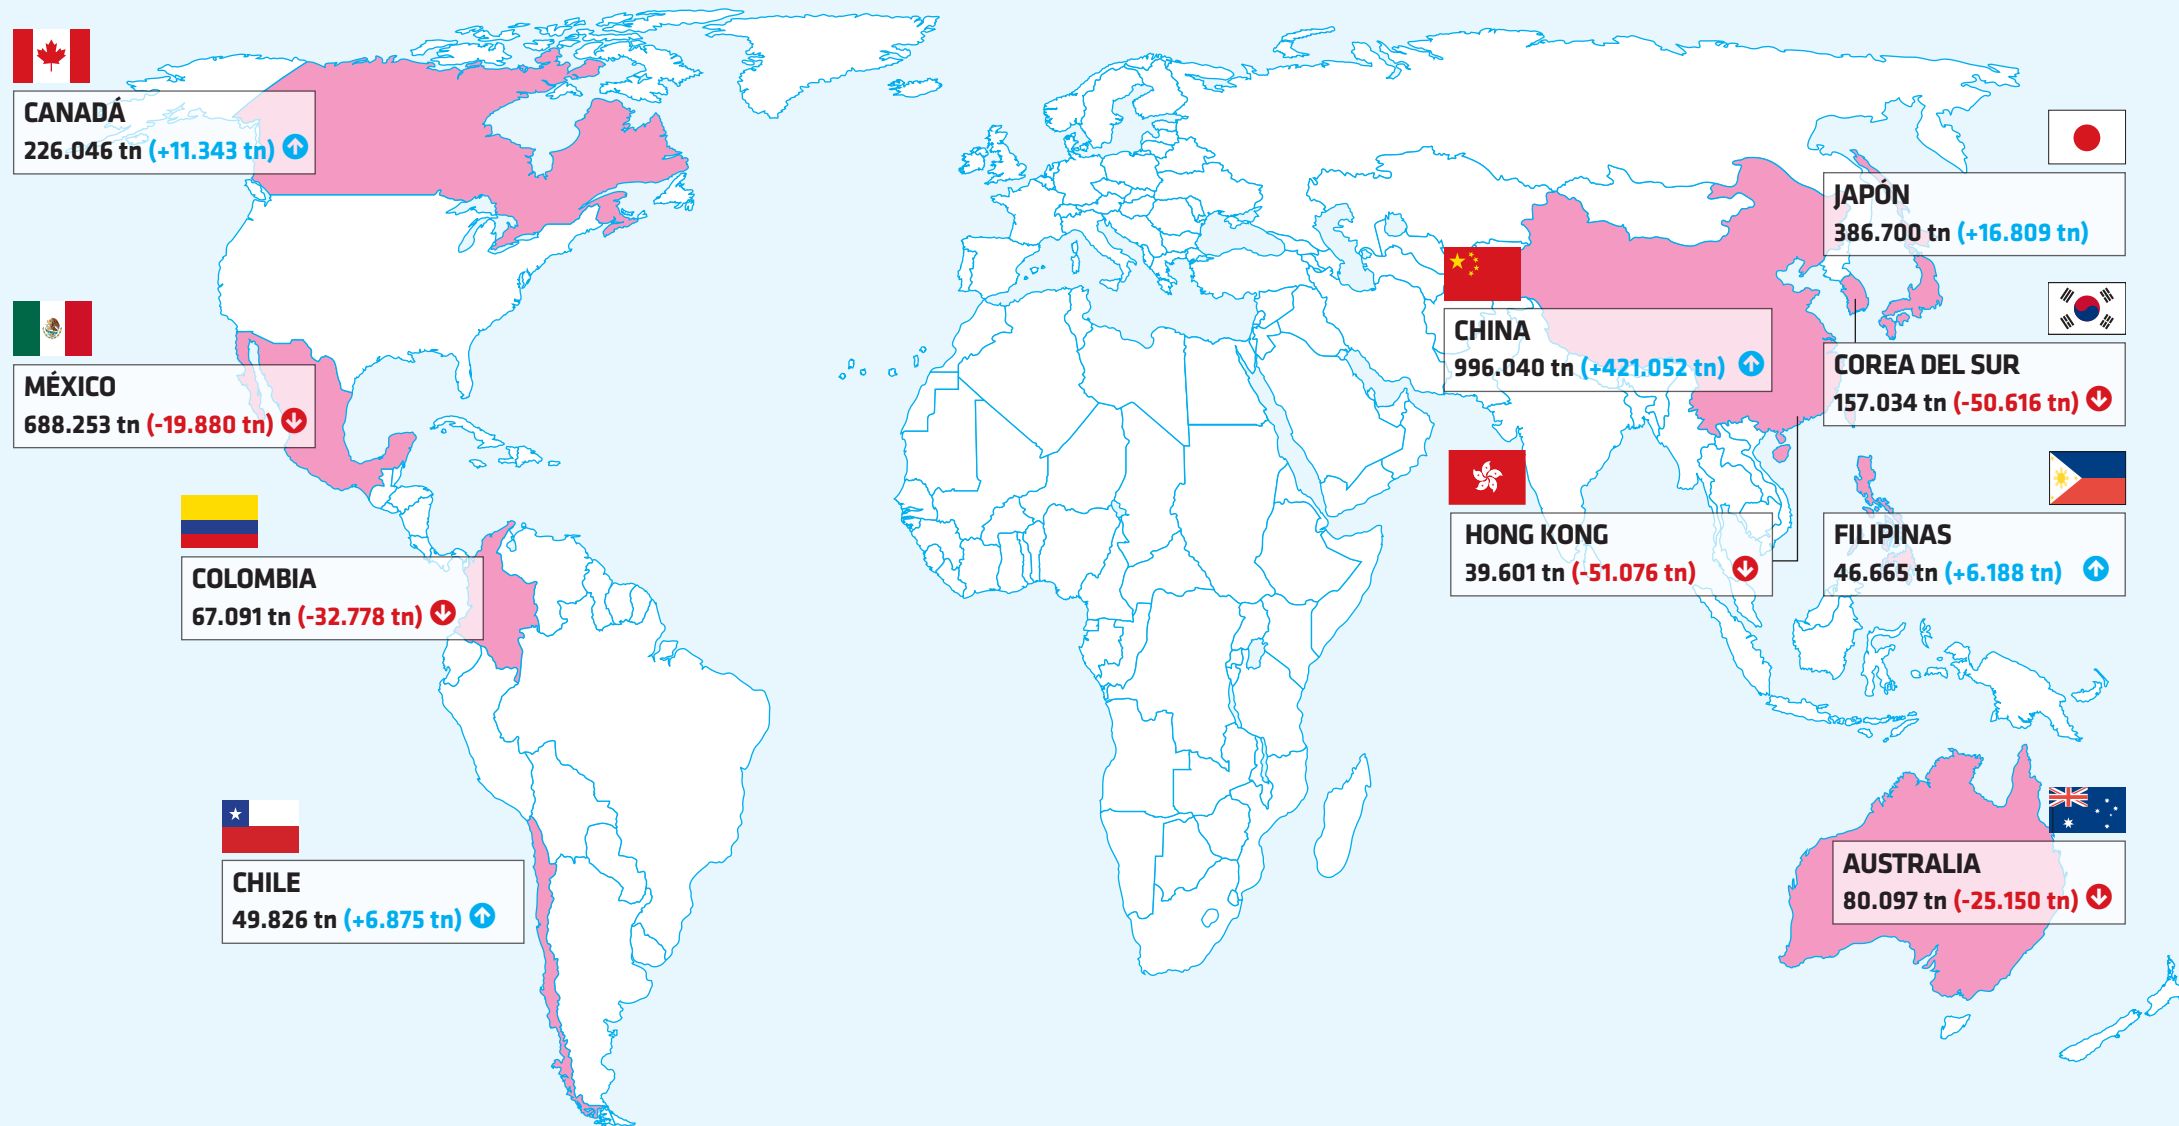 CANADÁ
226.046 tn (+11.343 tn)
MÉXICO
688.253 tn (-19.880 tn)
COLOMBIA
67.091 tn (-32.778 tn)
CHILE
49.826 tn (+6.875 tn)
CHINA
996.040 tn (+421.052 tn)
HONG KONG
39.601 tn (-51.076 tn)
JAPÓN
386.700 tn (+16.809 tn)
COREA DEL SUR
157.034 tn (-50.616 tn)
FILIPINAS
46.665 tn (+6.188 tn)
AUSTRALIA
80.097 tn (-25.150 tn)